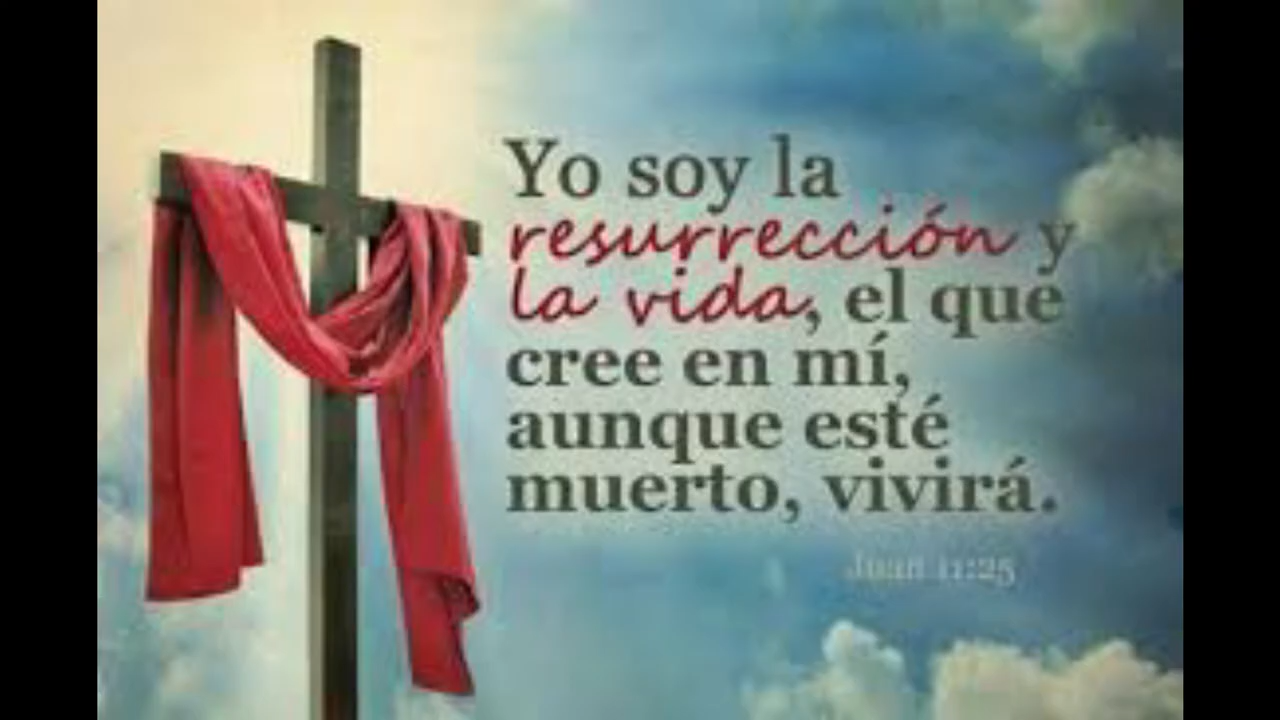 Yo soy la
resurrección y
la vida, el que
cree en mí,
aunque esté
muerto, vivirá.
Juan 11:25